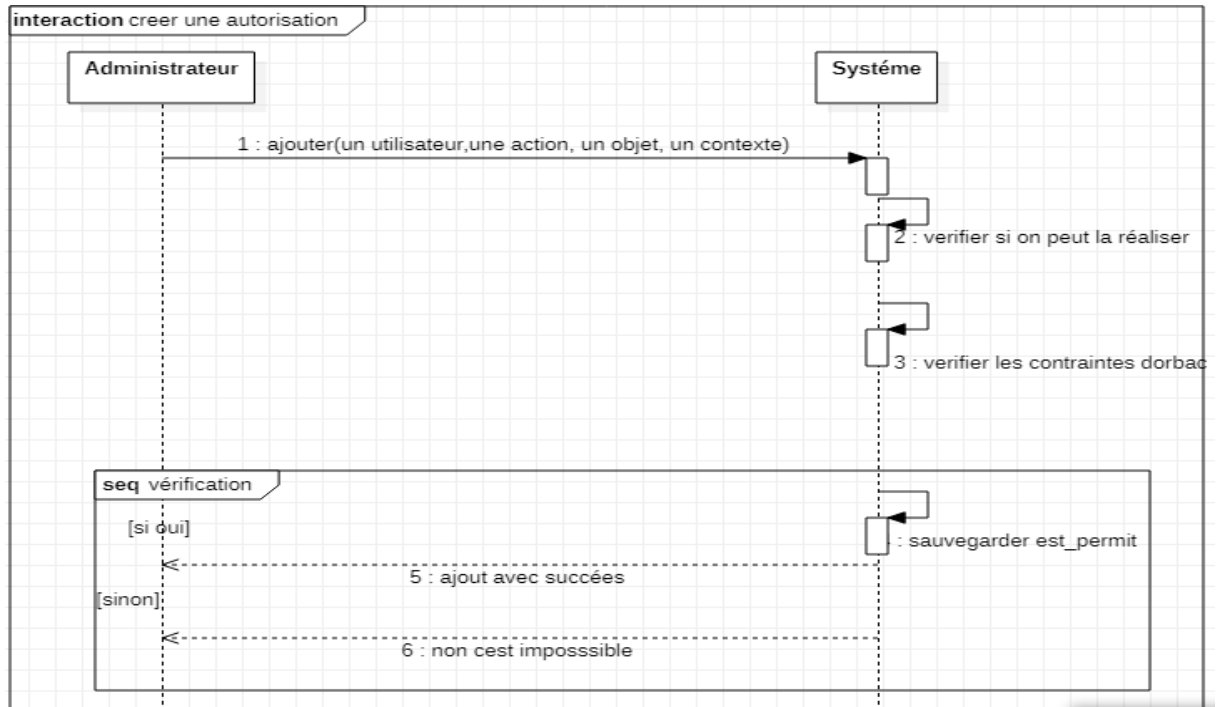 interaction creer une autorisation
Administrateur
Systéme
1 : ajouter(un utilisateur,une action, un objet, un contexte)
2 : verifier si on peut la réaliser
3 : verifier les contraintes dorbac
seq vérification
[si oui]
: sauvegarder est_permit
5 : ajout avec succées
[sinon]
6 : non cest imposssible